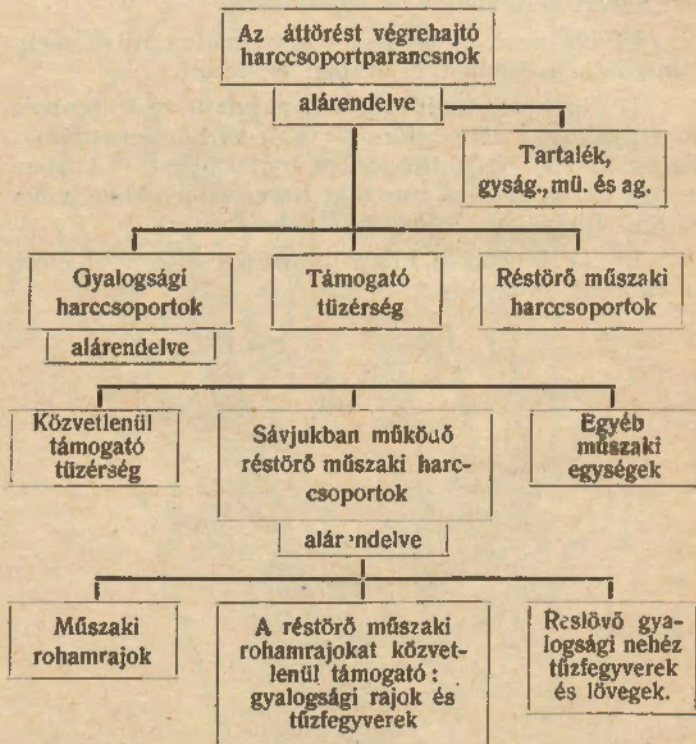 Az áttörést végrehajtó
harccsoportparancsnok
alárendelve
Tartalék,
gyság., mű. és ag.
Gyalogsági
harccsoportok
alárendelve
Támogató
tüzérség
Réstörő műszaki
harccsoportok
Közvetlenül
támogató
tüzérség
Sávjukban működő
réstörő műszaki harc-
csoportok
alárendelve
Egyéb
műszaki
egységek
Műszaki
rohamrajok
A réstörő műszaki
rohamrajokat közvet-
lenül támogató :
gyalogsági rajok és
tűzfegyverek
Reslövő gya-
logsági nehéz
tűzfegyverek
és lövegek.